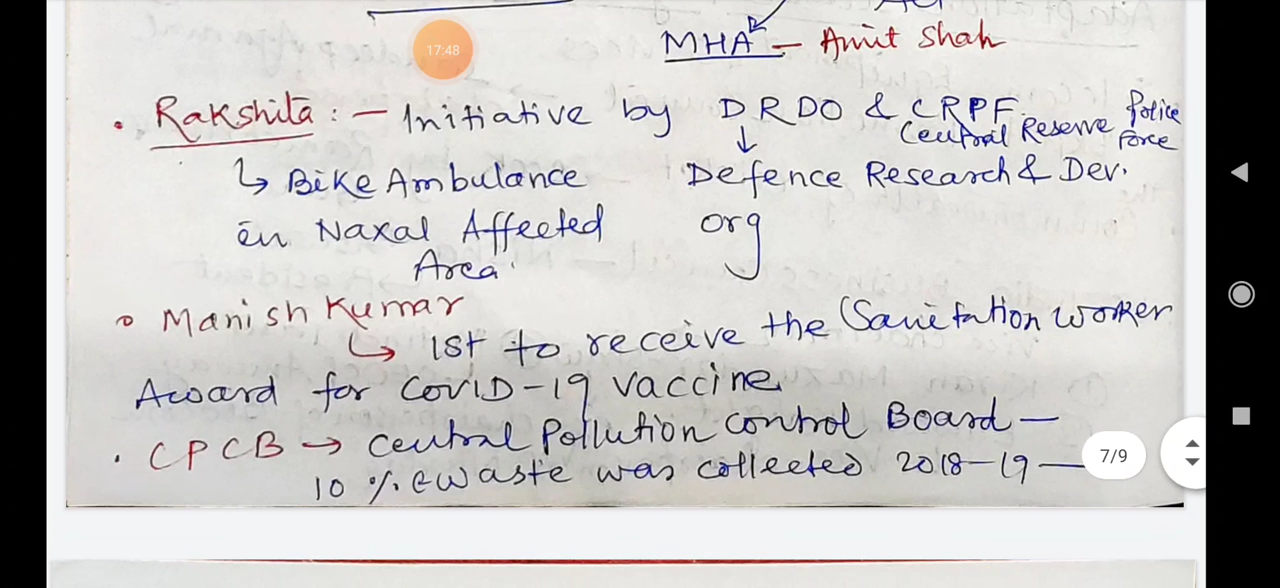 17:48
MHA - Amit Shah
. Rakshita : - Initiative by DRDO & CRPF.
Central Reserve Police Force
↳ Bike Ambulance ↓ Defence Research & Dev.
in Naxal Affected org
Area.
Manish Kumar
↳ 1st to receive the (Sanitation worker
Award for COVID-19 vaccine
. CPCB → Central Pollution control Board -
10 % ewaste was collected 2018-19 -
7/9